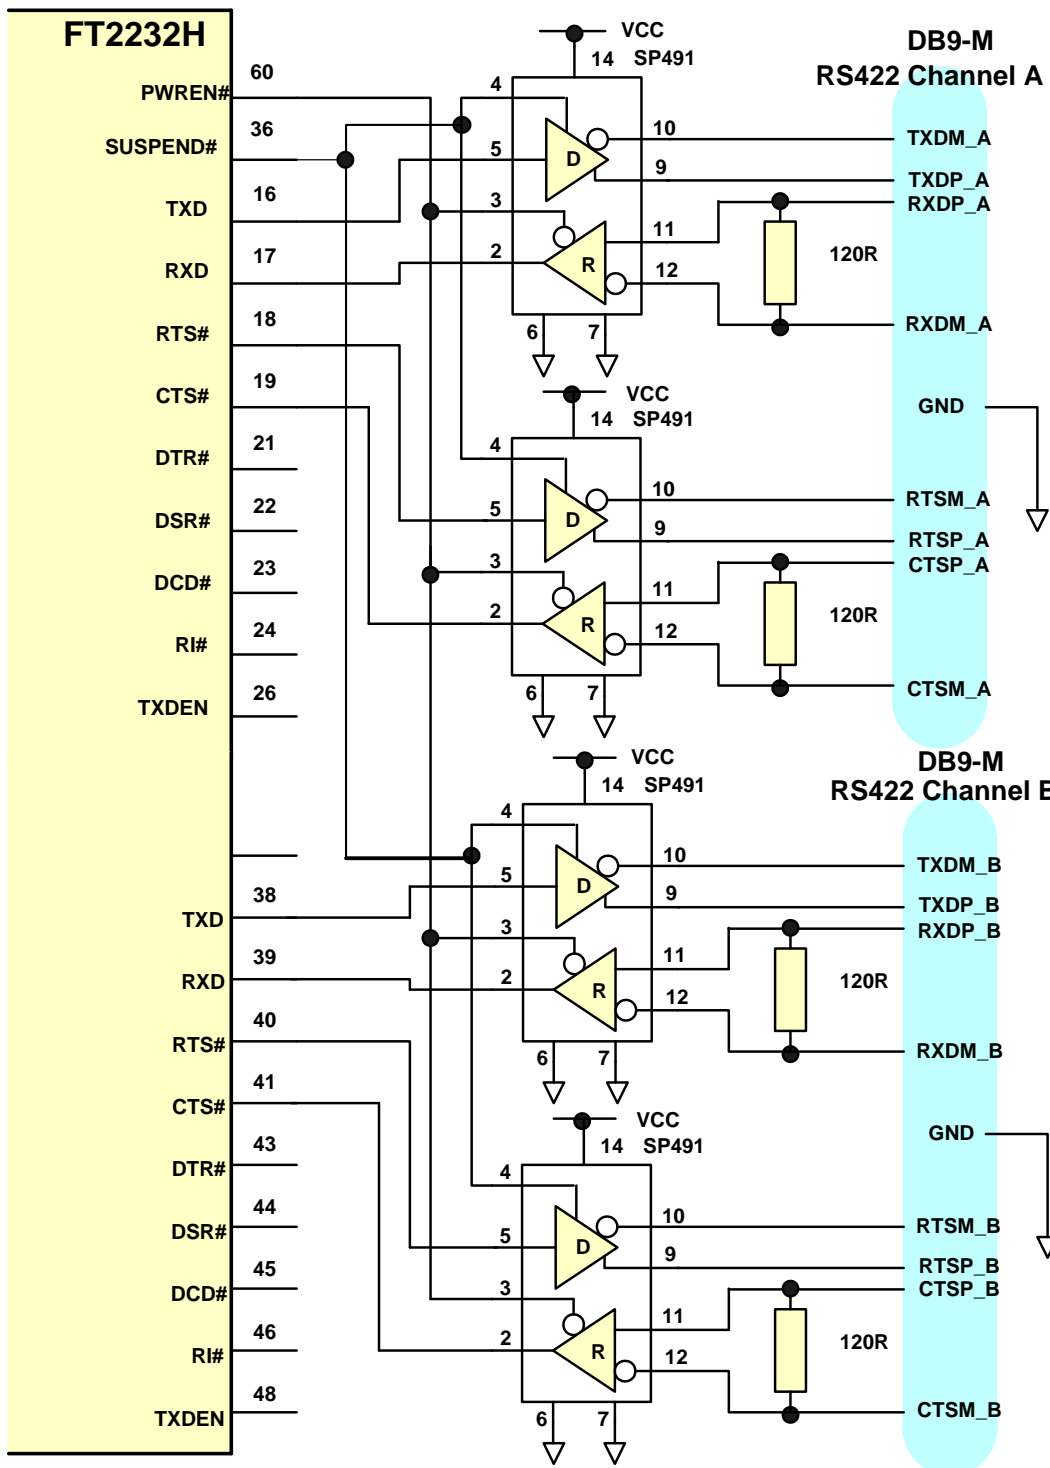 FT2232H
VCC
14 SP491
DB9-M
RS422 Channel A
60
PWREN#
36
SUSPEND#
16
TXD
17
RXD
18
RTS#
19
CTS#
21
DTR#
22
DSR#
23
DCD#
24
RI#
26
TXDEN
4
5
D
10
9
3
2
R
11
12
6
7
TXDM_A
TXDP_A
RXDP_A
120R
RXDM_A
VCC
14 SP491
GND
4
5
D
10
9
3
2
R
11
12
6
7
RTSM_A
RTSP_A
CTSP_A
120R
CTSM_A
VCC
14 SP491
DB9-M
RS422 Channel B
38
TXD
39
RXD
40
RTS#
41
CTS#
43
DTR#
44
DSR#
45
DCD#
46
RI#
48
TXDEN
4
5
D
10
9
3
2
R
11
12
6
7
TXDM_B
TXDP_B
RXDP_B
120R
RXDM_B
VCC
14 SP491
GND
4
5
D
10
9
3
2
R
11
12
6
7
RTSM_B
RTSP_B
CTSP_B
120R
CTSM_B